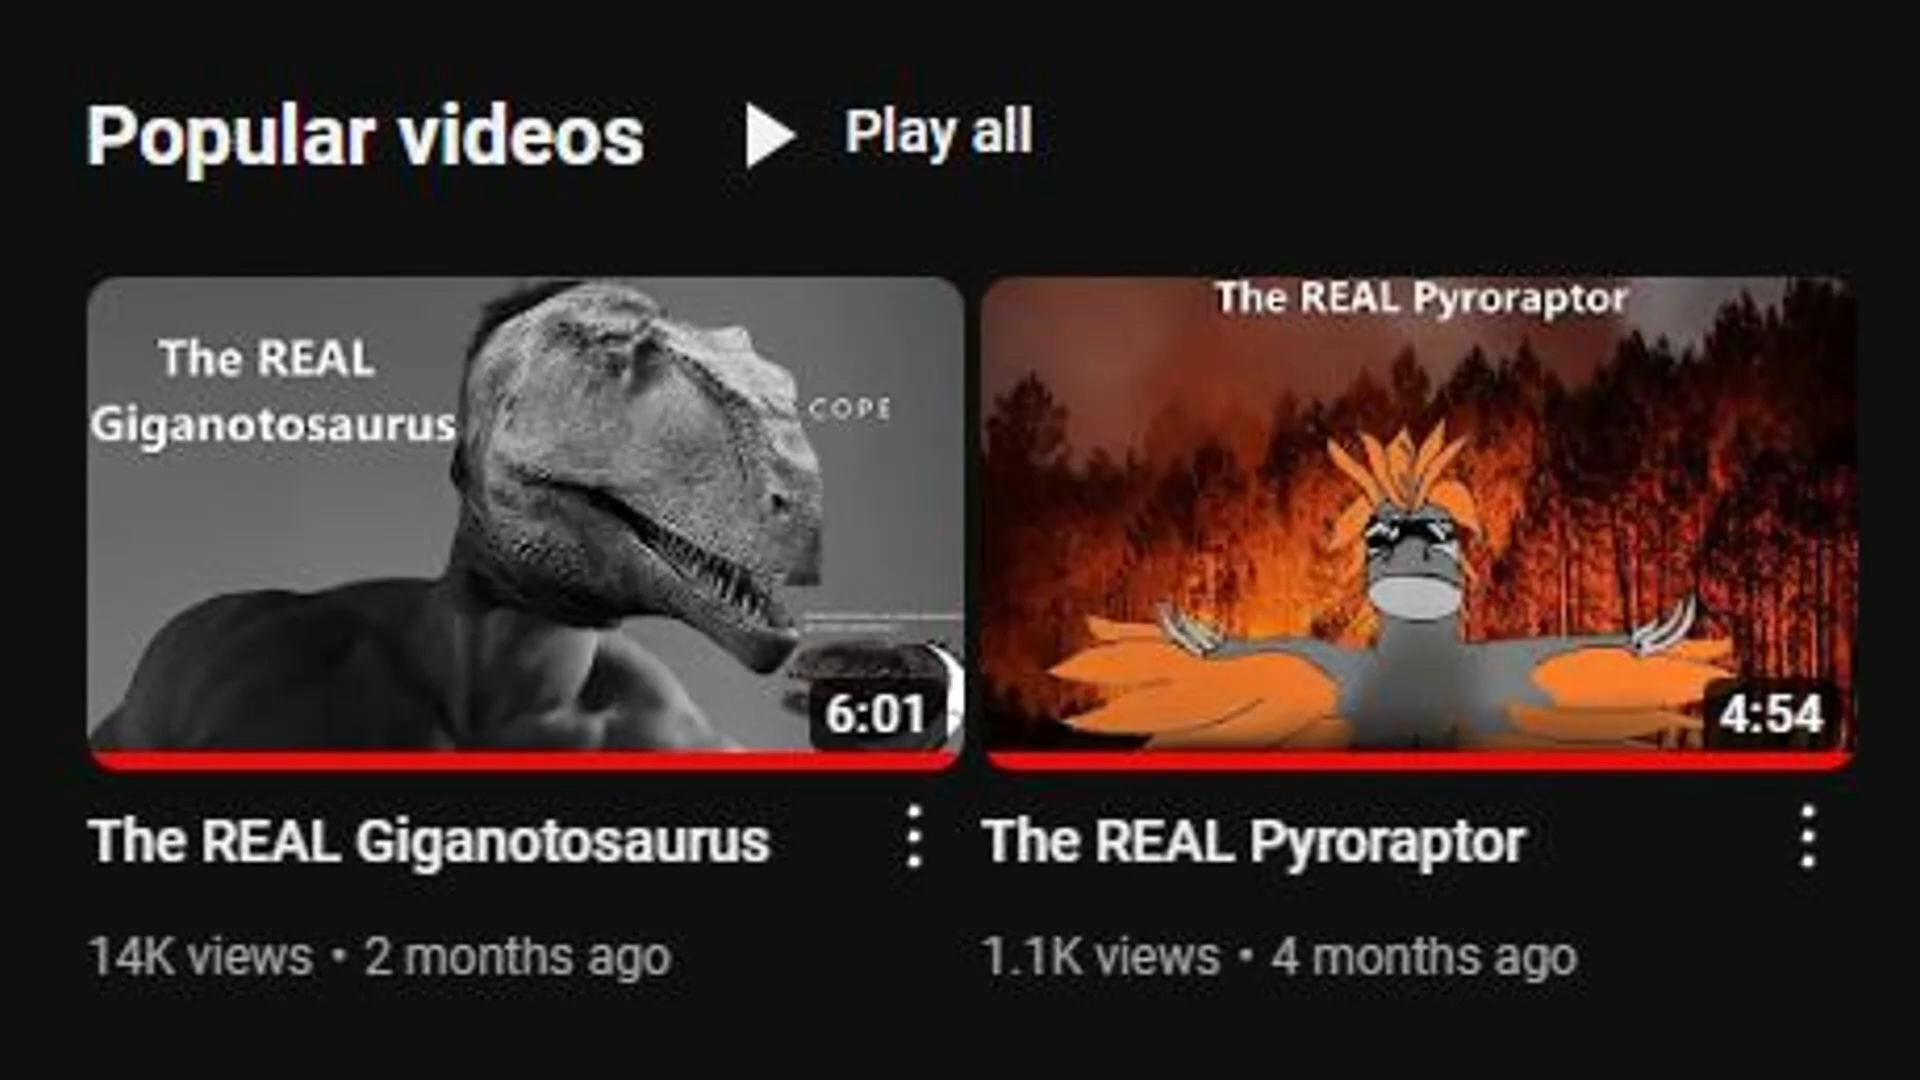 Popular videos
Play all
The REAL
Giganotosaurus
COPE
6:01
The REAL Pyroraptor
4:54
The REAL Giganotosaurus
14K views • 2 months ago
The REAL Pyroraptor
1.1K views • 4 months ago